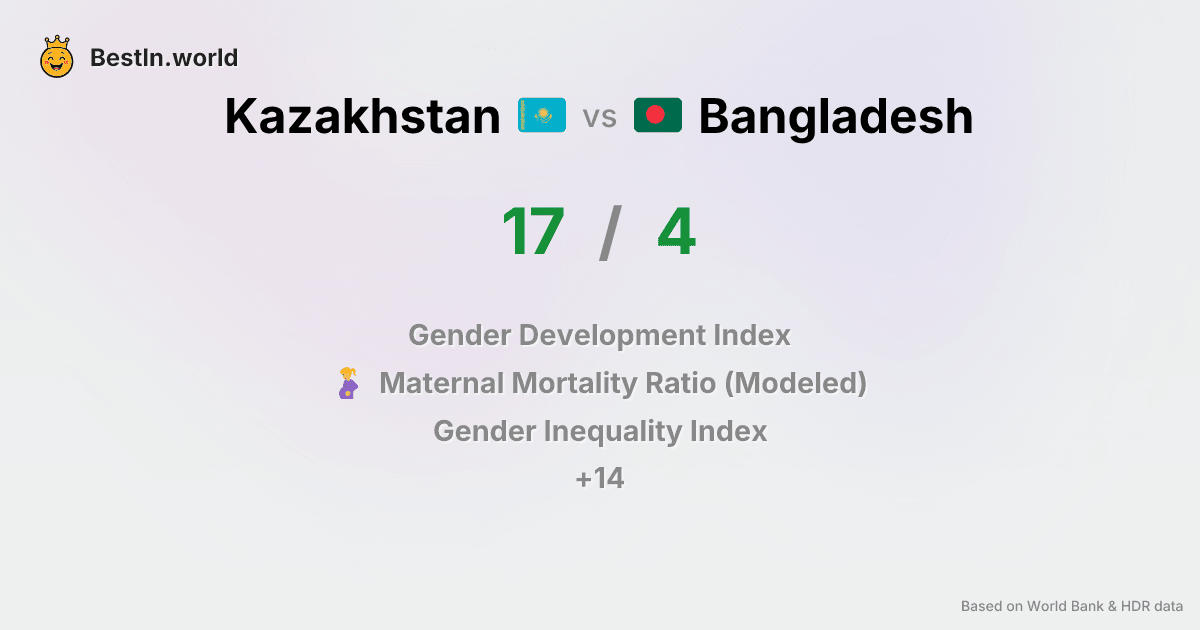 BestIn.world
Kazakhstan vs Bangladesh
17 / 4
Gender Development Index
Maternal Mortality Ratio (Modeled)
Gender Inequality Index
+14
Based on World Bank & HDR data